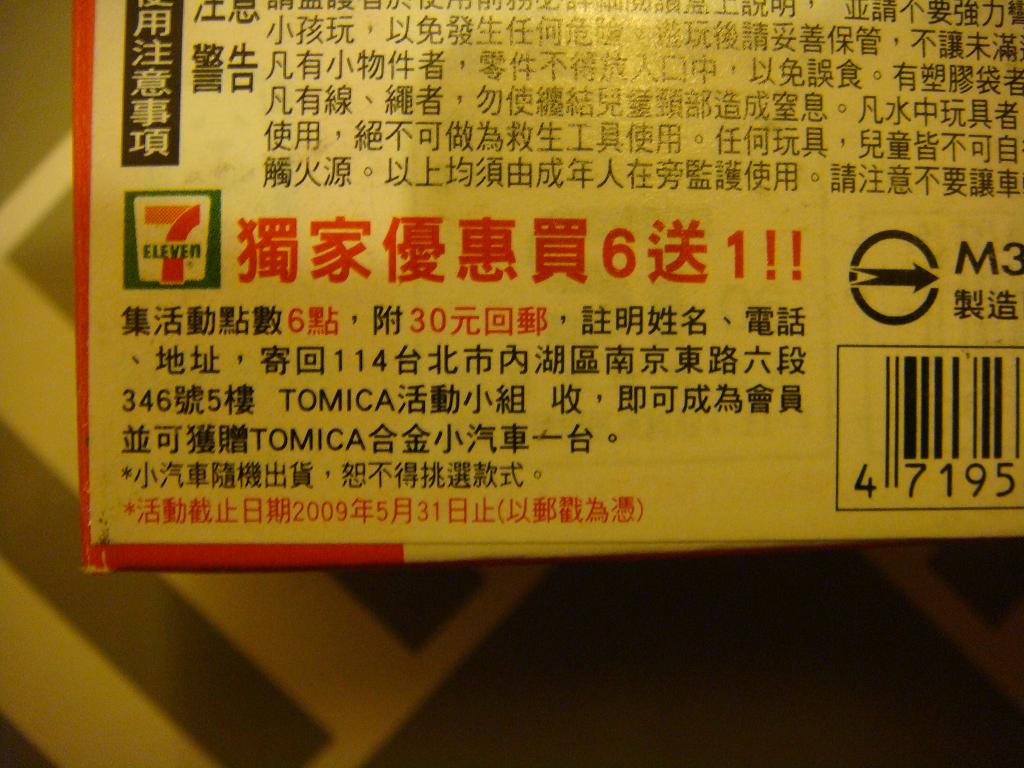 使用注意事項
注意
警告
小孩玩，以免發生任何危險。遊玩後請妥善保管，不讓未滿
凡有小物件者，零件不得放入口中，以免誤食。有塑膠袋者
凡有線、繩者，勿使纏結兒童頸部造成窒息。凡水中玩具者
使用，絕不可做為救生工具使用。任何玩具，兒童皆不可自
觸火源。以上均須由成年人在旁監護使用。請注意不要讓車
7 ELEVEN
獨家優惠買6送1!!
M3
製造
集活動點數6點，附30元回郵，註明姓名、電話
、地址，寄回114台北市內湖區南京東路六段
346號5樓 TOMICA活動小組 收，即可成為會員
並可獲贈TOMICA合金小汽車一台。
*小汽車隨機出貨，恕不得挑選款式。
*活動截止日期2009年5月31日止(以郵戳為憑)
4 7195